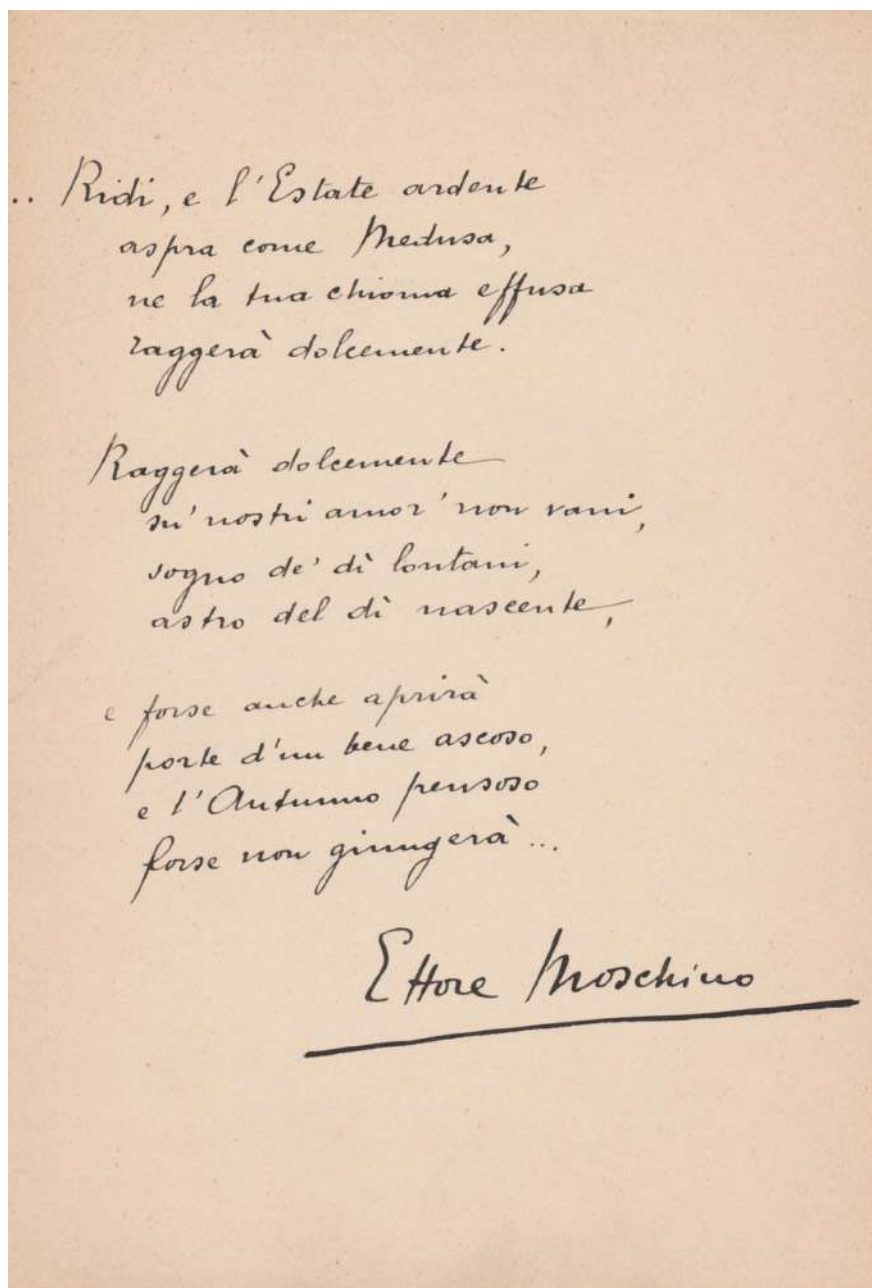 .. Ridi, e l'Estate ardente
aspra come Medusa,
ne la tua chioma effusa
raggerà dolcemente.
Raggerà dolcemente
su' nostri amor' non vani,
sogno de' dì lontani,
astro del dì nascente,
e forse anche aprirà
porte d'un bene ascoso,
e l'Autunno pensoso
forse non giungerà...
Ettore Moschino